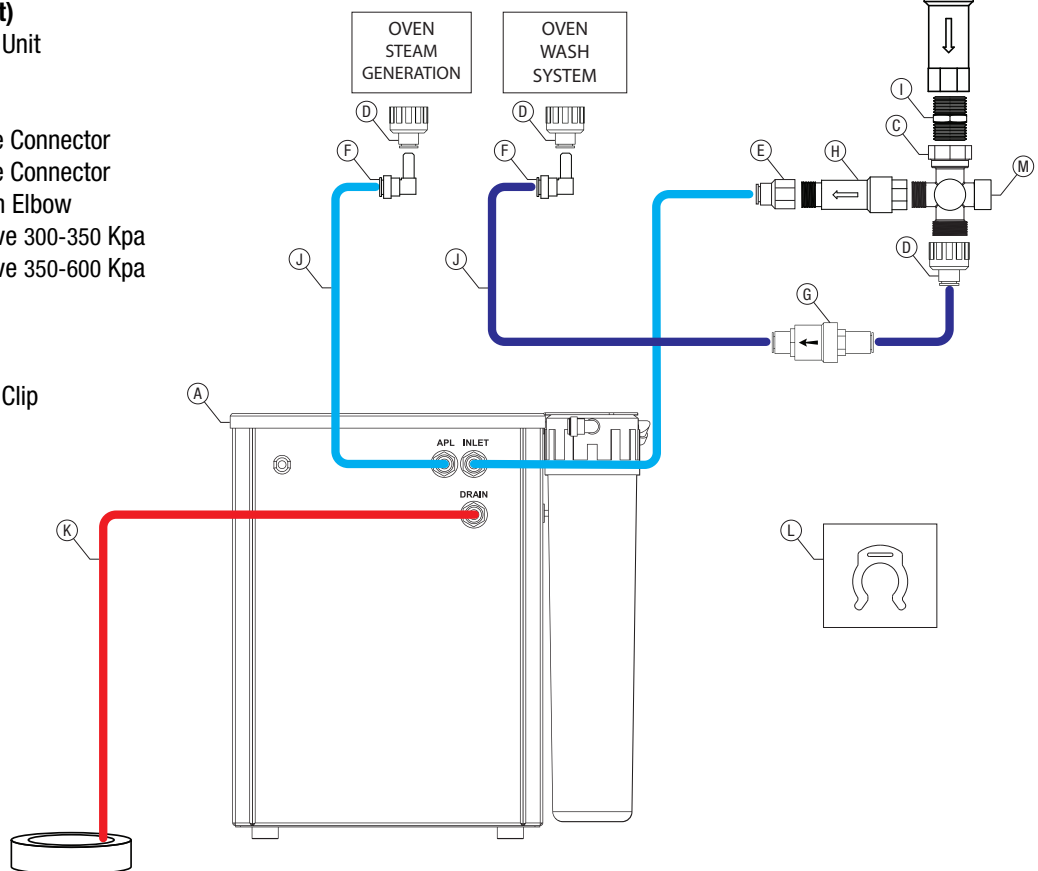 t)
Unit
e Connector
e Connector
n Elbow
ve 300-350 Kpa
ve 350-600 Kpa
Clip
OVEN
STEAM
GENERATION
OVEN
WASH
SYSTEM
D
D
F
F
I
C
E
H
M
D
J
J
G
A
APL INLET
DRAIN
K
L